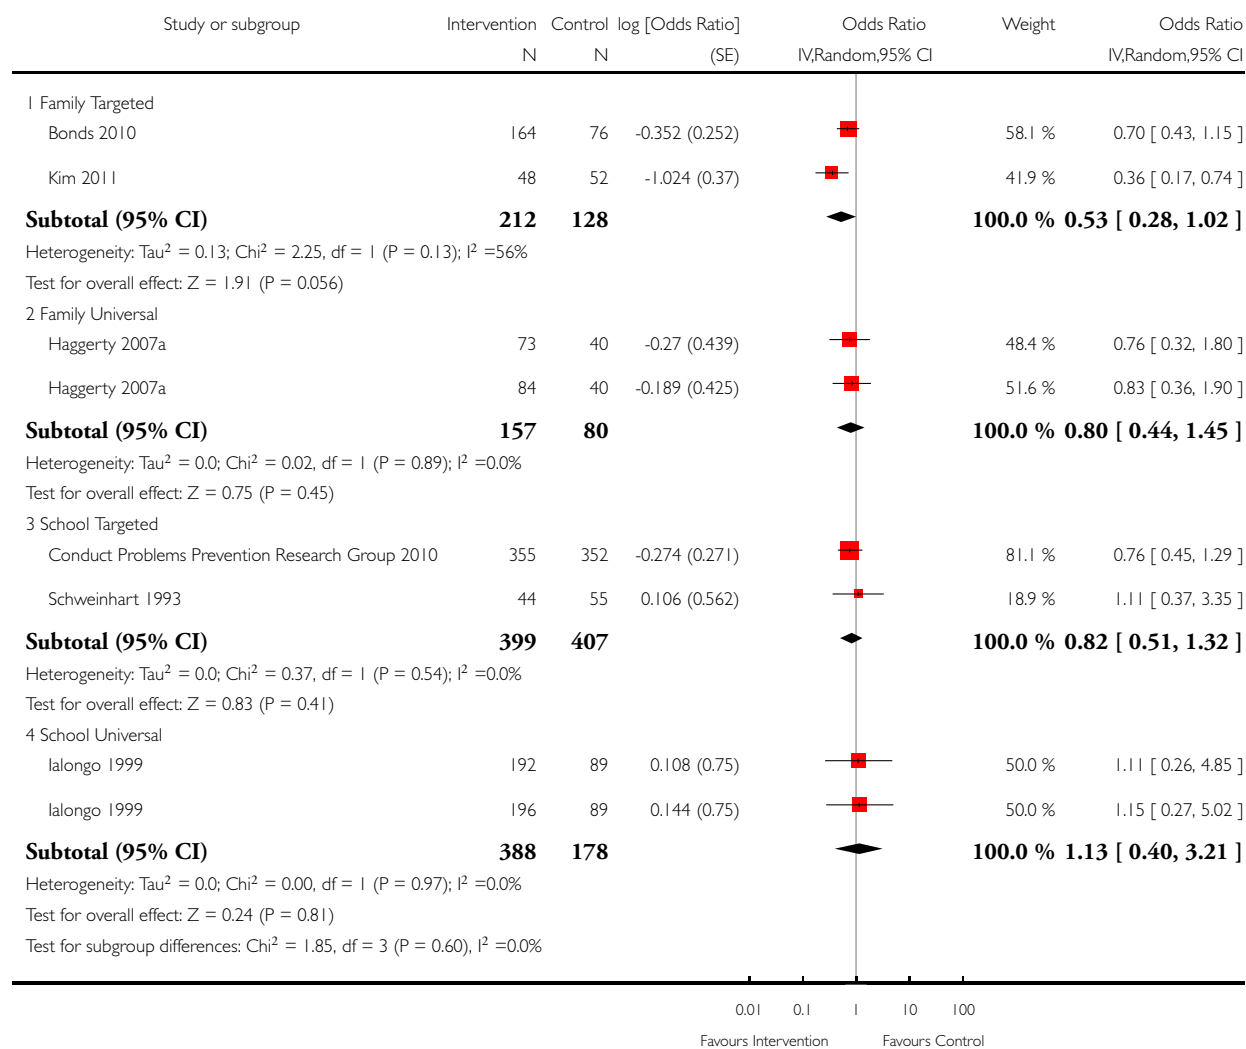 Study or subgroup Intervention Control log [Odds Ratio] Odds Ratio Weight Odds Ratio
N N (SE) IV,Random,95% CI IV,Random,95% CI
1 Family Targeted
Bonds 2010 164 76 -0.352 (0.252) 58.1 % 0.70 [ 0.43, 1.15 ]
Kim 2011 48 52 -1.024 (0.37) 41.9 % 0.36 [ 0.17, 0.74 ]
Subtotal (95% CI) 212 128 100.0 % 0.53 [ 0.28, 1.02 ]
Heterogeneity: Tau² = 0.13; Chi² = 2.25, df = 1 (P = 0.13); I² =56%
Test for overall effect: Z = 1.91 (P = 0.056)
2 Family Universal
Haggerty 2007a 73 40 -0.27 (0.439) 48.4 % 0.76 [ 0.32, 1.80 ]
Haggerty 2007a 84 40 -0.189 (0.425) 51.6 % 0.83 [ 0.36, 1.90 ]
Subtotal (95% CI) 157 80 100.0 % 0.80 [ 0.44, 1.45 ]
Heterogeneity: Tau² = 0.0; Chi² = 0.02, df = 1 (P = 0.89); I² =0.0%
Test for overall effect: Z = 0.75 (P = 0.45)
3 School Targeted
Conduct Problems Prevention Research Group 2010 355 352 -0.274 (0.271) 81.1 % 0.76 [ 0.45, 1.29 ]
Schweinhart 1993 44 55 0.106 (0.562) 18.9 % 1.11 [ 0.37, 3.35 ]
Subtotal (95% CI) 399 407 100.0 % 0.82 [ 0.51, 1.32 ]
Heterogeneity: Tau² = 0.0; Chi² = 0.37, df = 1 (P = 0.54); I² =0.0%
Test for overall effect: Z = 0.83 (P = 0.41)
4 School Universal
Ialongo 1999 192 89 0.108 (0.75) 50.0 % 1.11 [ 0.26, 4.85 ]
Ialongo 1999 196 89 0.144 (0.75) 50.0 % 1.15 [ 0.27, 5.02 ]
Subtotal (95% CI) 388 178 100.0 % 1.13 [ 0.40, 3.21 ]
Heterogeneity: Tau² = 0.0; Chi² = 0.00, df = 1 (P = 0.97); I² =0.0%
Test for overall effect: Z = 0.24 (P = 0.81)
Test for subgroup differences: Chi² = 1.85, df = 3 (P = 0.60), I² =0.0%
0.01 0.1 1 10 100
Favours Intervention Favours Control